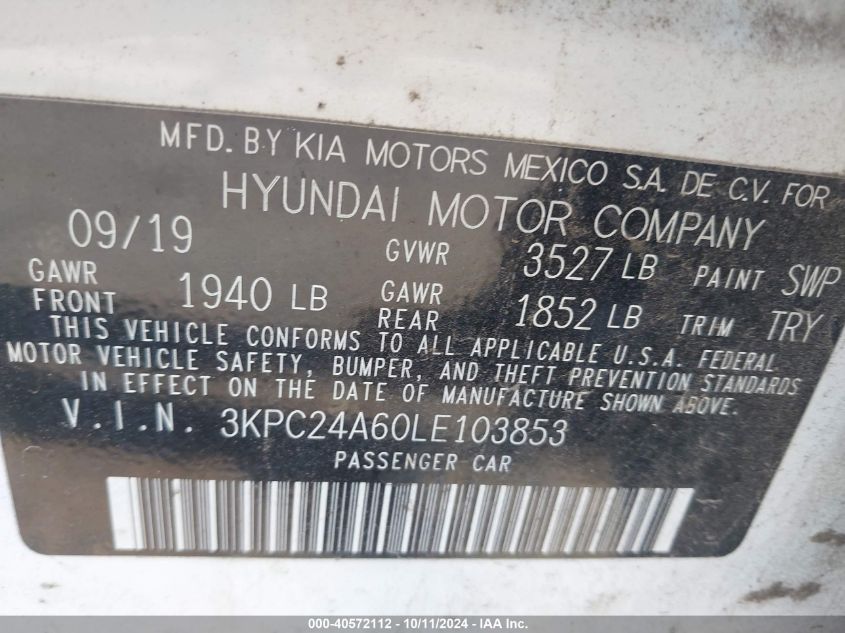 MFD. BY KIA MOTORS MEXICO S.A. DE C.V. FOR
HYUNDAI MOTOR COMPANY
09/19 GVWR 3527 LB PAINT SWP
GAWR FRONT 1940 LB GAWR REAR 1852 LB TRIM TRY
THIS VEHICLE CONFORMS TO ALL APPLICABLE U.S.A. FEDERAL
MOTOR VEHICLE SAFETY, BUMPER, AND THEFT PREVENTION STANDARDS
IN EFFECT ON THE DATE OF MANUFACTURE SHOWN ABOVE.
V.I.N. 3KPC24A60LE103853
PASSENGER CAR
000-40572112 - 10/11/2024 - IAA Inc.